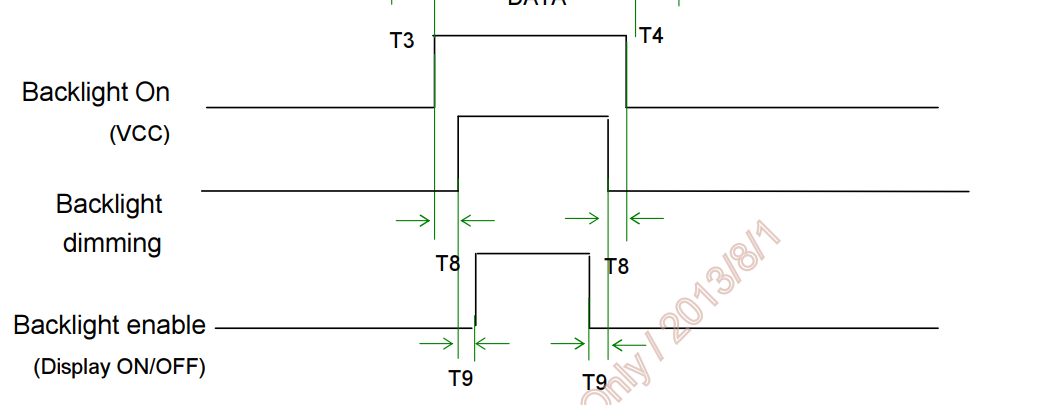 DATA
T3
T4
Backlight On
(VCC)
Backlight
dimming
T8
T8
Backlight enable
(Display ON/OFF)
T9
T9
Only / 2013/8/1